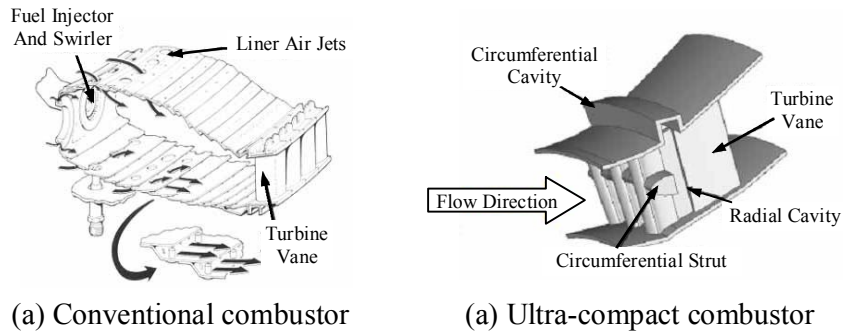 Fuel Injector
And Swirler
Liner Air Jets
Turbine
Vane
(a) Conventional combustor
Circumferential
Cavity
Turbine
Vane
Flow Direction
Radial Cavity
Circumferential Strut
(a) Ultra-compact combustor